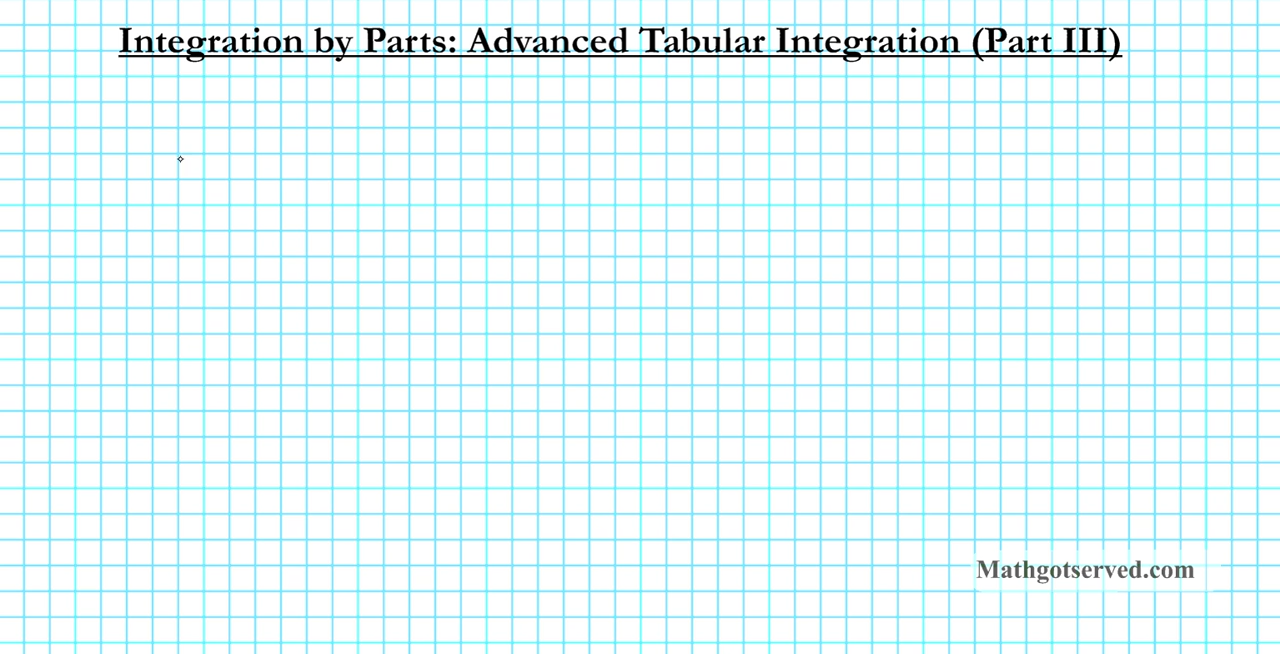 Integration by Parts: Advanced Tabular Integration (Part III)
Mathgotserved.com